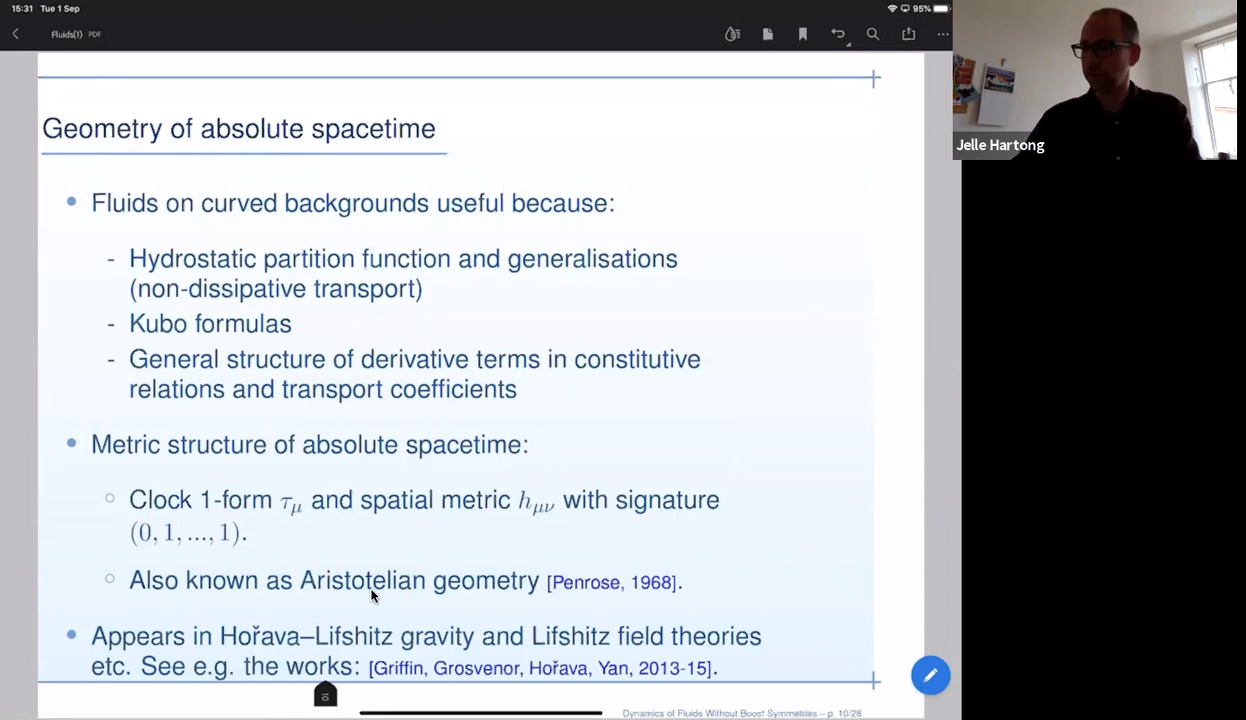 15:31 Tue 1 Sep
95%
Fluids(1) PDF
Jelle Hartong
Geometry of absolute spacetime
• Fluids on curved backgrounds useful because:
- Hydrostatic partition function and generalisations
(non-dissipative transport)
- Kubo formulas
- General structure of derivative terms in constitutive
relations and transport coefficients
• Metric structure of absolute spacetime:
○ Clock 1-form τμ and spatial metric hμν with signature
(0, 1, ..., 1).
○ Also known as Aristotelian geometry [Penrose, 1968].
• Appears in Hořava–Lifshitz gravity and Lifshitz field theories
etc. See e.g. the works: [Griffin, Grosvenor, Hořava, Yan, 2013-15].
10
Dynamics of Fluids Without Boost Symmetries – p. 10/28